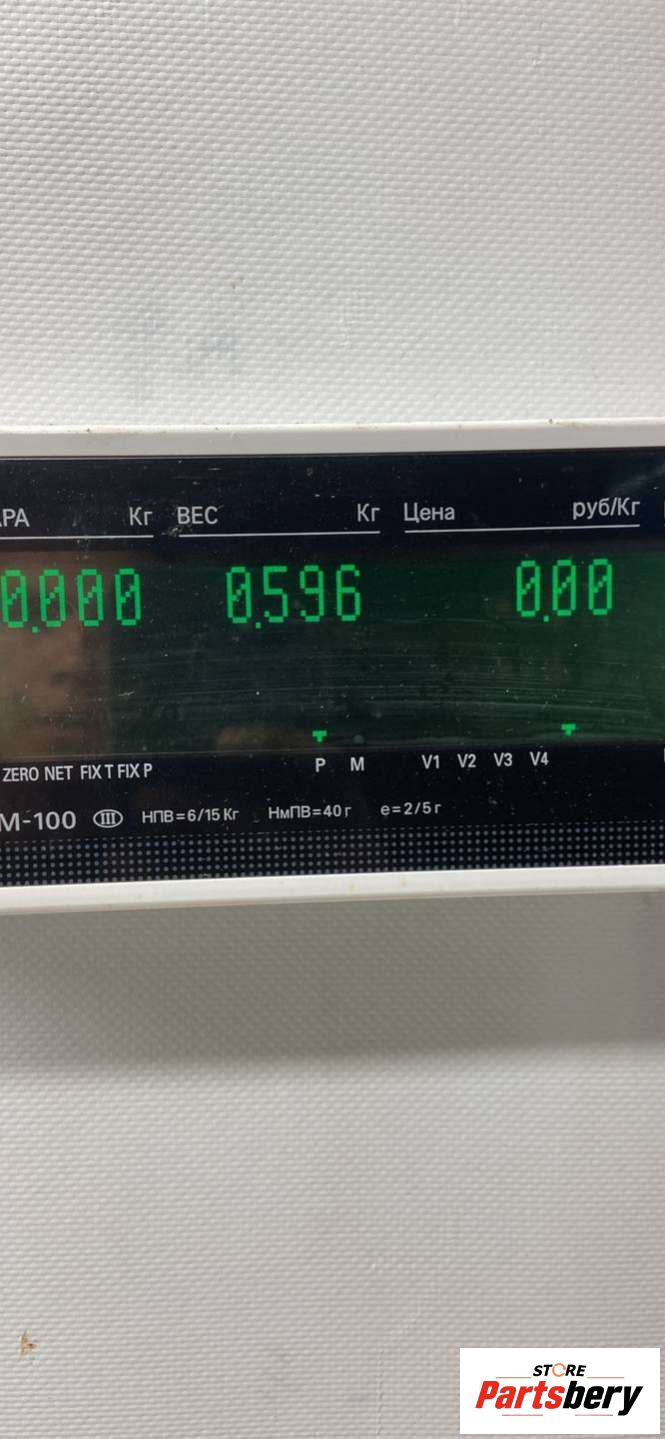 АРА Кг ВЕС Кг Цена руб/Кг
0.000 0.596 0.00
ZERO NET FIX T FIX P P M V1 V2 V3 V4
M-100 III НПВ=6/15 Кг НмПВ=40 г e=2/5 г
STORE
Partsbery